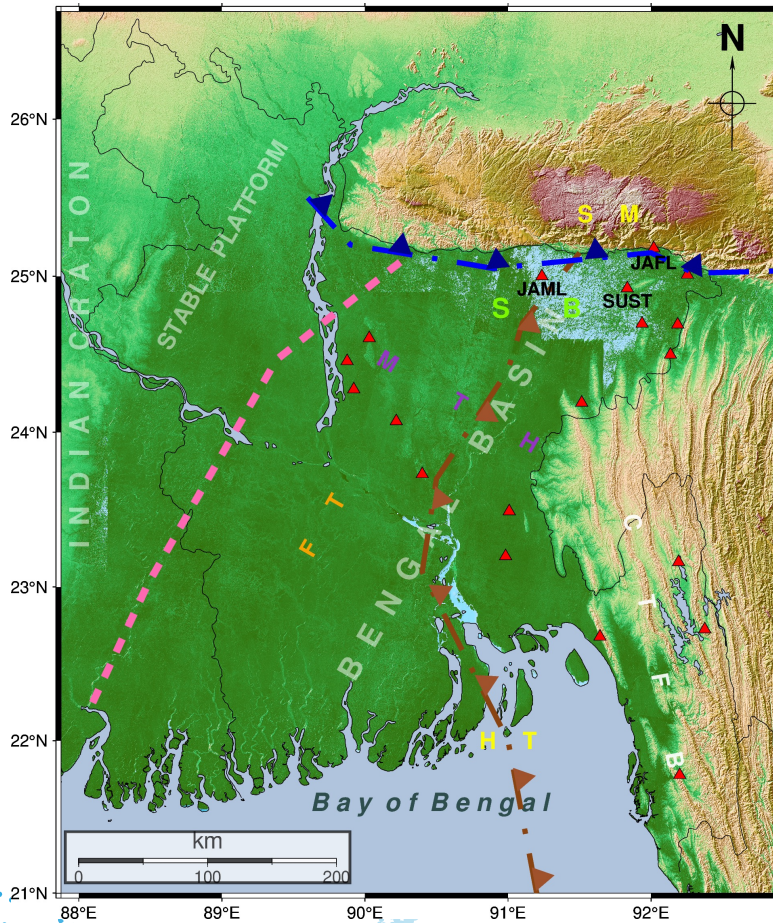 N
26°N
S M
INDIAN CRATON
STABLE PLATFORM
25°N
JAFL
JAML
SUST
S B
M T H
BENGAL BASIN
24°N
F T
C T F B
23°N
22°N
H T
Bay of Bengal
km
0 100 200
21°N
88°E 89°E 90°E 91°E 92°E